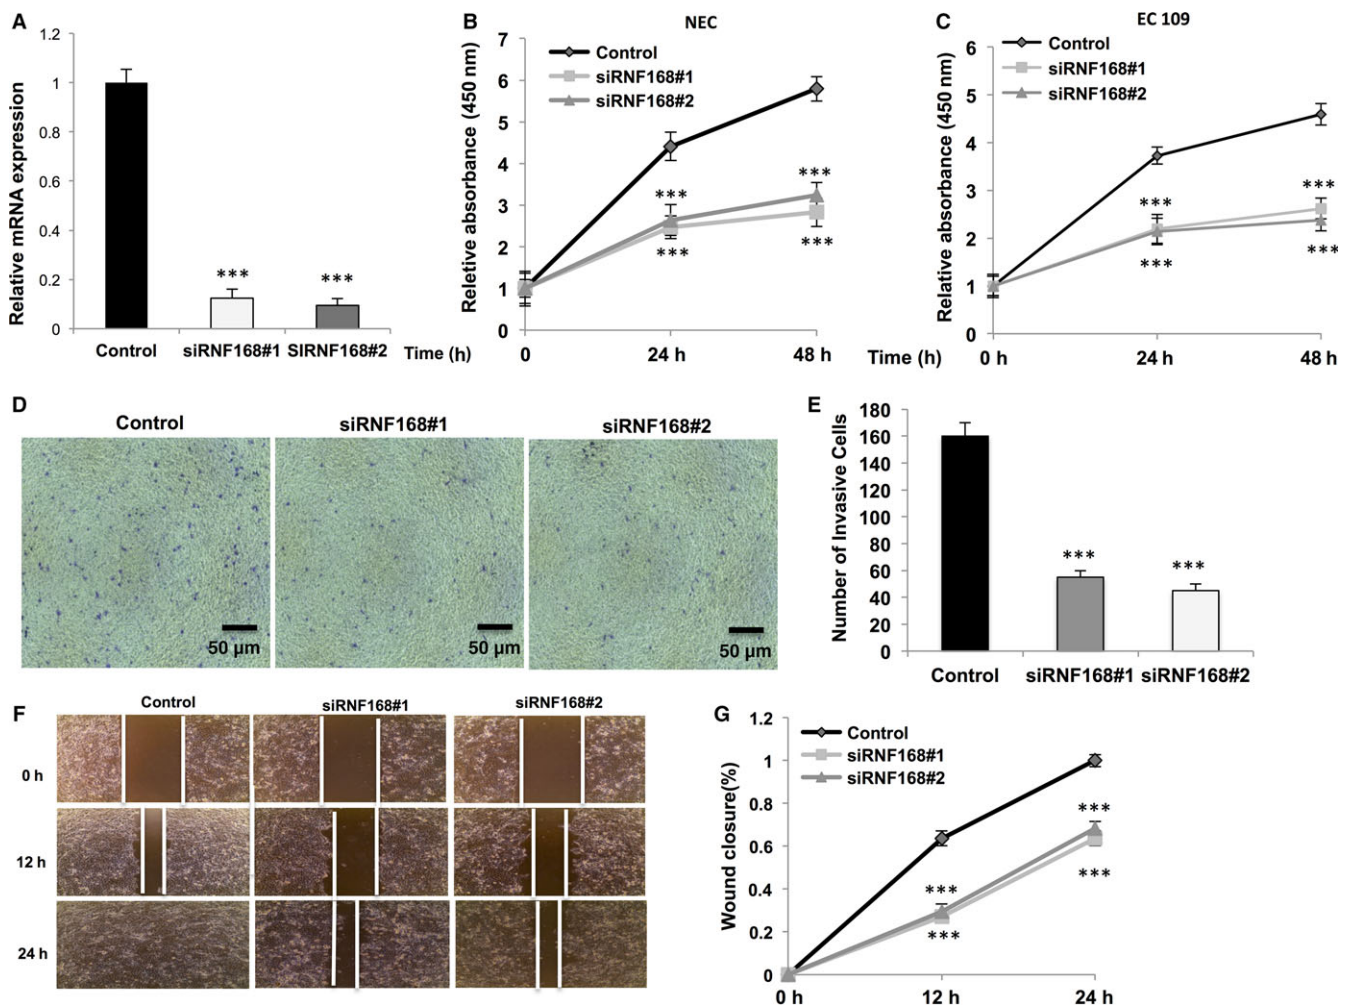 A
Relative mRNA expression
1.2
1
0.8
0.6
0.4
0.2
0
***
***
Control
siRNF168#1
SIRNF168#2
B
NEC
Reletive absorbance (450 nm)
7
6
5
4
3
2
1
0
Control
siRNF168#1
siRNF168#2
***
***
***
***
Time (h)
0
24 h
48 h
C
EC 109
Relative absorbance (450 nm)
6
5
4
3
2
1
0
Control
siRNF168#1
siRNF168#2
***
***
***
***
Time (h)
0 h
24 h
48 h
D
Control
siRNF168#1
siRNF168#2
50 µm
50 µm
50 µm
E
Number of Invasive Cells
180
160
140
120
100
80
60
40
20
0
***
***
Control
siRNF168#1
siRNF168#2
F
Control
siRNF168#1
siRNF168#2
0 h
12 h
24 h
G
Wound closure(%)
1.2
1
0.8
0.6
0.4
0.2
0
Control
siRNF168#1
siRNF168#2
***
***
***
***
0 h
12 h
24 h